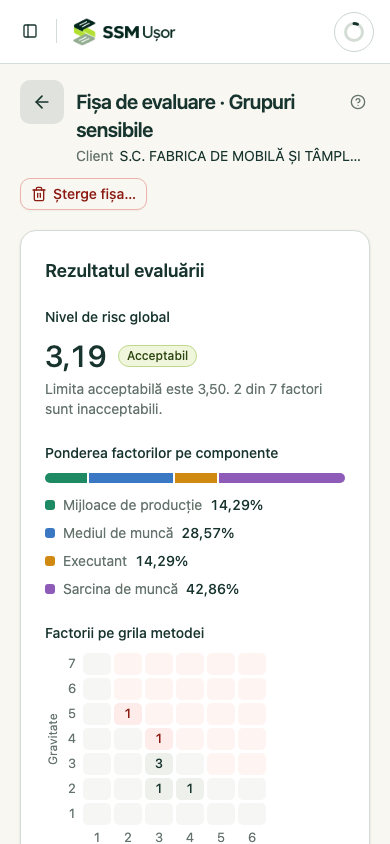 SSM Ușor
Fișa de evaluare · Grupuri
sensibile
Client S.C. FABRICA DE MOBILĂ ȘI TÂMPL...
Șterge fișa...
Rezultatul evaluării
Nivel de risc global
3,19 Acceptabil
Limita acceptabilă este 3,50. 2 din 7 factori
sunt inacceptabili.
Ponderea factorilor pe componente
Mijloace de producție 14,29%
Mediul de muncă 28,57%
Executant 14,29%
Sarcina de muncă 42,86%
Factorii pe grila metodei
Gravitate
7
6
5 1
4 1
3 3
2 1 1
1
1 2 3 4 5 6